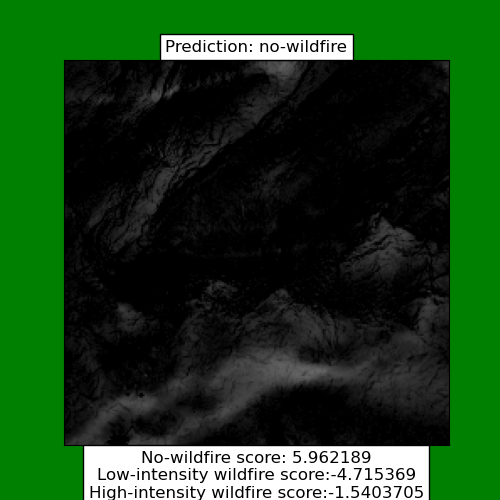 Prediction: no-wildfire
No-wildfire score: 5.962189
Low-intensity wildfire score:-4.715369
High-intensity wildfire score:-1.5403705